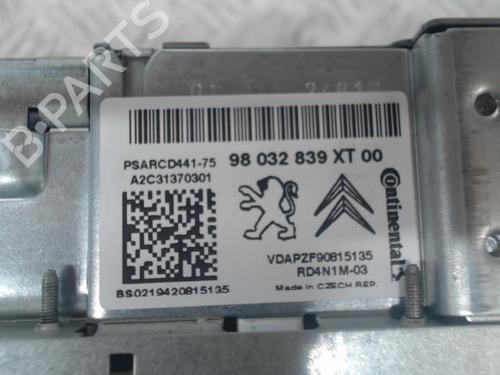 B-PARTS
PSARCD441-75 98 032 839 XT 00
A2C31370301
Continental
VDAPZF90815135
RD4N1M-03
BS0219420815135 Made in CZECH REP.